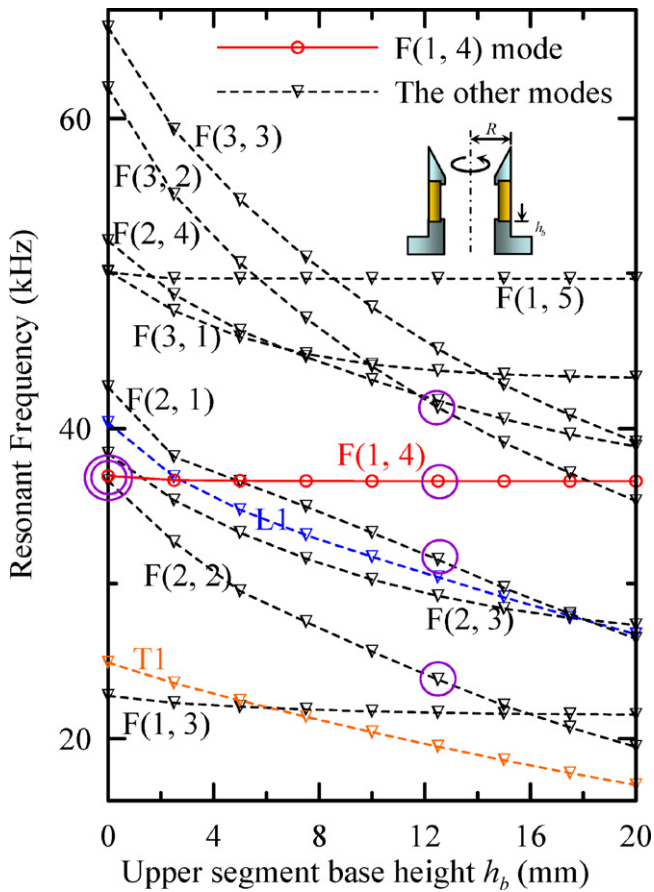 F(1, 4) mode
The other modes
60
F(3, 3)
R
F(3, 2)
F(2, 4)
h_b
F(1, 5)
F(3, 1)
F(2, 1)
40
F(1, 4)
L1
F(2, 2)
F(2, 3)
T1
F(1, 3)
20
0 4 8 12 16 20
Upper segment base height h_b (mm)
Resonant Frequency (kHz)